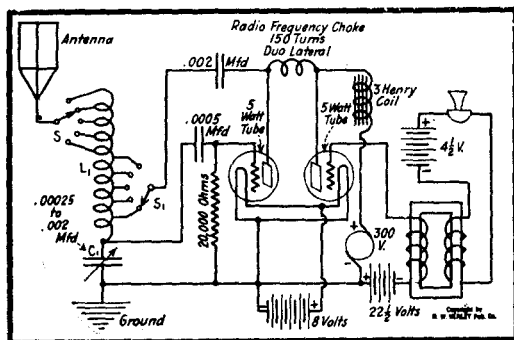 Radio Frequency Choke
150 Turns
Duo Lateral
Antenna
.002 Mfd
3 Henry
Coil
5
Watt
Tube
5 Watt
Tube
.0005
Mfd
4½ V.
S
L₁
S₁
.00025
to
.002
Mfd
C₁
20,000 Ohms
300
V.
+
-
+
-
+
-
-
+
8 Volts
22½ Volts
Ground
Copyright by